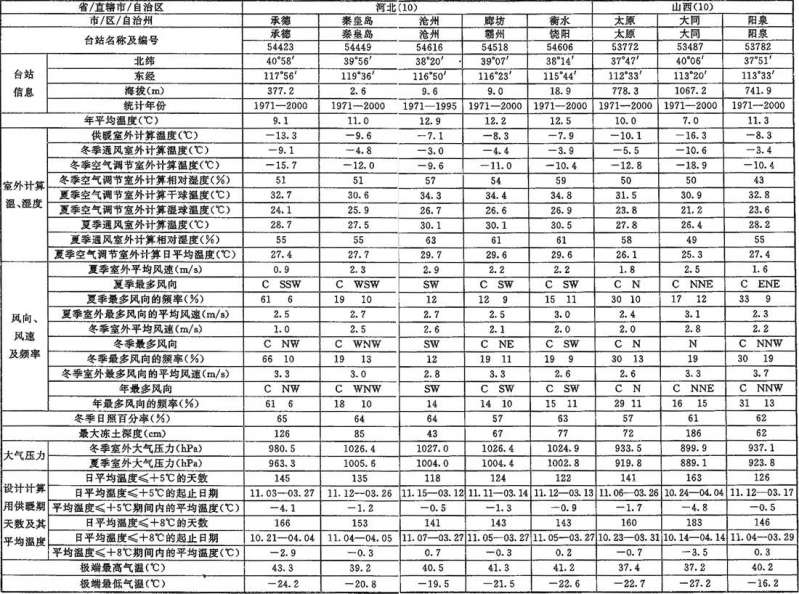 省/直辖市/自治区 河北(10) 山西(10)
市/区/自治州 承德 秦皇岛 沧州 廊坊 衡水 太原 大同 阳泉
台站名称及编号 承德 秦皇岛 沧州 霸州 饶阳 太原 大同 阳泉
54423 54449 54616 54518 54606 53772 53487 53782
台站信息 北纬 40°58′ 39°56′ 38°20′ 39°07′ 38°14′ 37°47′ 40°06′ 37°51′
东经 117°56′ 119°36′ 116°50′ 116°23′ 115°44′ 112°33′ 113°20′ 113°33′
海拔(m) 377.2 2.6 9.6 9.0 18.9 778.3 1067.2 741.9
统计年份 1971—2000 1971—2000 1971—1995 1971—2000 1971—2000 1971—2000 1971—2000 1971—2000
年平均温度(℃) 9.1 11.0 12.9 12.2 12.5 10.0 7.0 11.3
室外计算温、湿度 供暖室外计算温度(℃) −13.3 −9.6 −7.1 −8.3 −7.9 −10.1 −16.3 −8.3
冬季通风室外计算温度(℃) −9.1 −4.8 −3.0 −4.4 −3.9 −5.5 −10.6 −3.4
冬季空气调节室外计算温度(℃) −15.7 −12.0 −9.6 −11.0 −10.4 −12.8 −18.9 −10.4
冬季空气调节室外计算相对湿度(%) 51 51 57 54 59 50 50 43
夏季空气调节室外计算干球温度(℃) 32.7 30.6 34.3 34.4 34.8 31.5 30.9 32.8
夏季空气调节室外计算湿球温度(℃) 24.1 25.9 26.7 26.6 26.9 23.8 21.2 23.6
夏季通风室外计算温度(℃) 28.7 27.5 30.1 30.1 30.5 27.8 26.4 28.2
夏季通风室外计算相对湿度(%) 55 55 63 61 61 58 49 55
夏季空气调节室外计算日平均温度(℃) 27.4 27.7 29.7 29.6 29.6 26.1 25.3 27.4
风向、风速及频率 夏季室外平均风速(m/s) 0.9 2.3 2.9 2.2 2.2 1.8 2.5 1.6
夏季最多风向 C SSW C WSW SW C SW C SW C N C NNE C ENE
夏季最多风向的频率(%) 61 6 19 10 12 12 9 15 11 30 10 17 12 33 9
夏季室外最多风向的平均风速(m/s) 2.5 2.7 2.7 2.5 3.0 2.4 3.1 2.3
冬季室外平均风速(m/s) 1.0 2.5 2.6 2.1 2.0 2.0 2.8 2.2
冬季最多风向 C NW C WNW SW C NE C SW C N N C NNW
冬季最多风向的频率(%) 66 10 19 13 12 19 11 19 9 30 13 19 30 19
冬季室外最多风向的平均风速(m/s) 3.3 3.0 2.8 3.3 2.6 2.6 3.3 3.7
年最多风向 C NW C WNW SW C SW C SW C N C NNE C NNW
年最多风向的频率(%) 61 6 18 10 14 14 10 15 11 29 11 16 15 31 13
冬季日照百分率(%) 65 64 64 57 63 57 61 62
最大冻土深度(cm) 126 85 43 67 77 72 186 62
大气压力 冬季室外大气压力(hPa) 980.5 1026.4 1027.0 1026.4 1024.9 933.5 899.9 937.1
夏季室外大气压力(hPa) 963.3 1005.6 1004.0 1004.4 1002.8 919.8 889.1 923.8
设计计算用供暖期天数及其平均温度 日平均温度≤+5℃的天数 145 135 118 124 122 141 163 126
日平均温度≤+5℃的起止日期 11.03—03.27 11.12—03.26 11.15—03.12 11.11—03.14 11.12—03.13 11.06—03.26 10.24—04.04 11.12—03.17
平均温度≤+5℃期间内的平均温度(℃) −4.1 −1.2 −0.5 −1.3 −0.9 −1.7 −4.8 −0.5
日平均温度≤+8℃的天数 166 153 141 143 143 160 183 146
日平均温度≤+8℃的起止日期 10.21—04.04 11.04—04.05 11.07—03.27 11.05—03.27 11.05—03.27 10.23—03.31 10.14—04.14 11.04—03.29
平均温度≤+8℃期间内的平均温度(℃) −2.9 −0.3 0.7 −0.3 0.2 −0.7 −3.5 0.3
极端最高气温(℃) 43.3 39.2 40.5 41.3 41.2 37.4 37.2 40.2
极端最低气温(℃) −24.2 −20.8 −19.5 −21.5 −22.6 −22.7 −27.2 −16.2